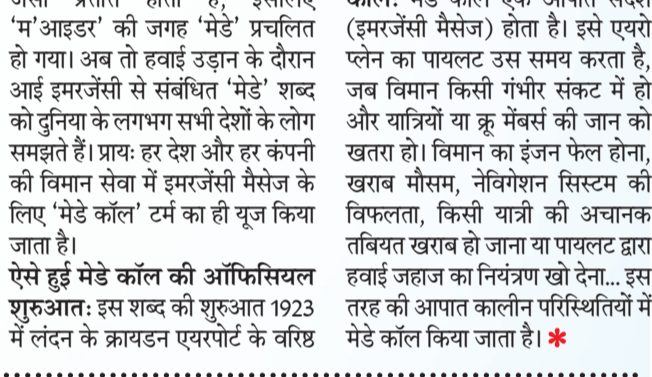 'म'आइडर' की जगह 'मेडे' प्रचलित
हो गया। अब तो हवाई उड़ान के दौरान
आई इमरजेंसी से संबंधित 'मेडे' शब्द
को दुनिया के लगभग सभी देशों के लोग
समझते हैं। प्रायः हर देश और हर कंपनी
की विमान सेवा में इमरजेंसी मैसेज के
लिए 'मेडे कॉल' टर्म का ही यूज किया
जाता है।
ऐसे हुई मेडे कॉल की ऑफिसियल
शुरुआत: इस शब्द की शुरुआत 1923
में लंदन के क्रायडन एयरपोर्ट के वरिष्ठ
(इमरजेंसी मैसेज) होता है। इसे एयरो
प्लेन का पायलट उस समय करता है,
जब विमान किसी गंभीर संकट में हो
और यात्रियों या क्रू मेंबर्स की जान को
खतरा हो। विमान का इंजन फेल होना,
खराब मौसम, नेविगेशन सिस्टम की
विफलता, किसी यात्री की अचानक
तबियत खराब हो जाना या पायलट द्वारा
हवाई जहाज का नियंत्रण खो देना... इस
तरह की आपात कालीन परिस्थितियों में
मेडे कॉल किया जाता है।